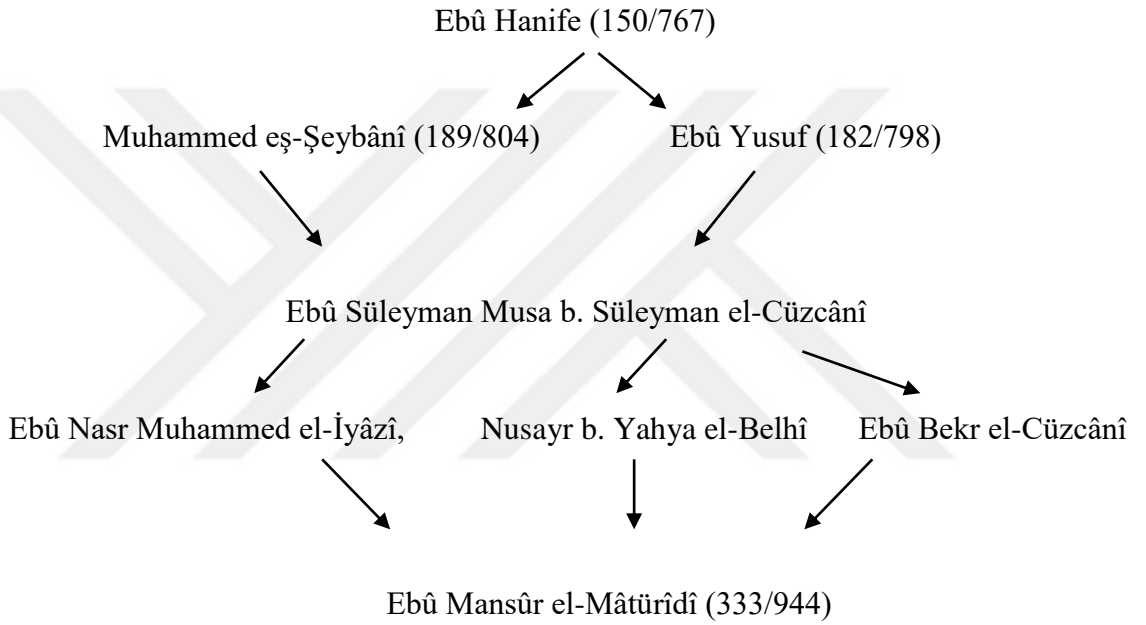 Ebû Hanife (150/767)
Muhammed eş-Şeybânî (189/804) Ebû Yusuf (182/798)
Ebû Süleyman Musa b. Süleyman el-Cüzcânî
Ebû Nasr Muhammed el-İyâzî, Nusayr b. Yahya el-Belhî Ebû Bekr el-Cüzcânî
Ebû Mansûr el-Mâtürîdî (333/944)